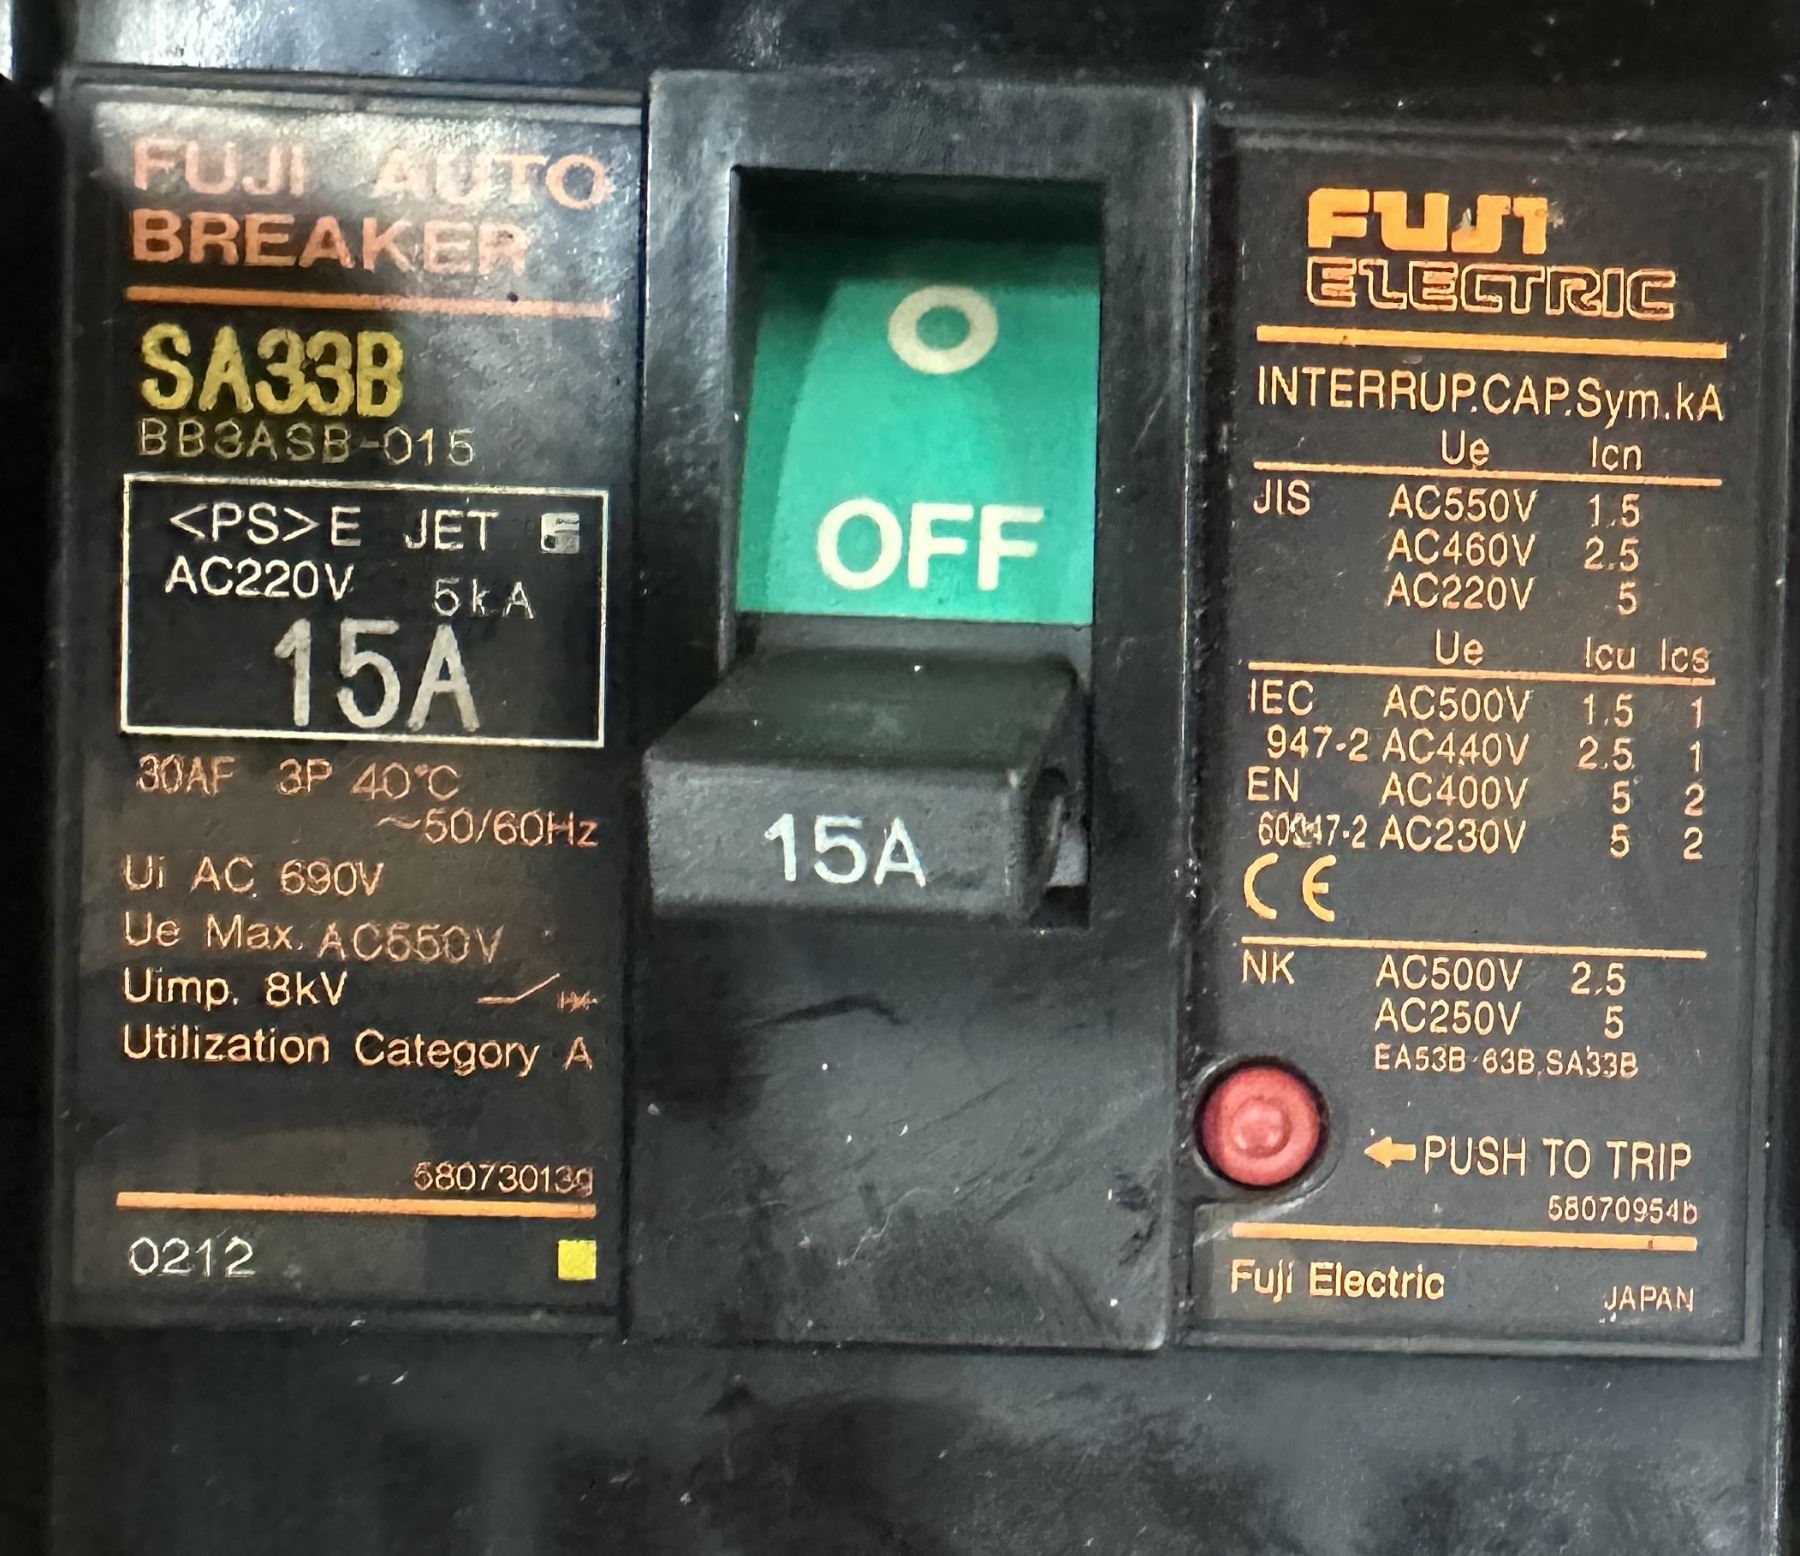 FUJI AUTO
BREAKER
SA33B
BB3ASB-015
<PS>E JET
AC220V 5kA
15A
30AF 3P 40°C
~50/60Hz
Ui AC 690V
Ue Max. AC550V
Uimp. 8kV
Utilization Category A
58073013g
0212
O
OFF
15A
FUJI
ELECTRIC
INTERRUP.CAP.Sym.kA
Ue Icn
JIS AC550V 1.5
AC460V 2.5
AC220V 5
Ue Icu Ics
IEC AC500V 1.5 1
947-2 AC440V 2.5 1
EN AC400V 5 2
60947-2 AC230V 5 2
CE
NK AC500V 2.5
AC250V 5
EA53B·63B,SA33B
←PUSH TO TRIP
58070954b
Fuji Electric
JAPAN